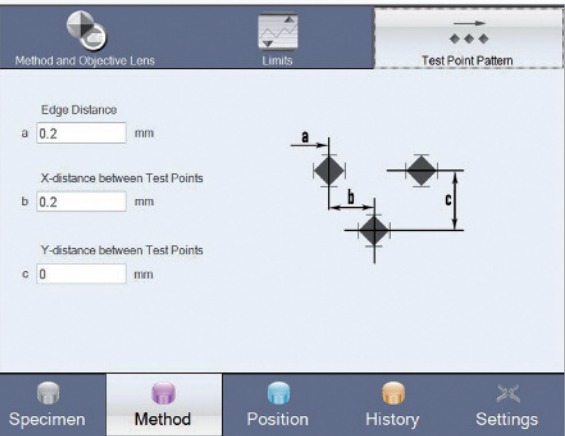 Method and Objective Lens
Limits
Test Point Pattern
Edge Distance
a 0.2 mm
X-distance between Test Points
b 0.2 mm
Y-distance between Test Points
c 0 mm
a
b
c
Specimen
Method
Position
History
Settings